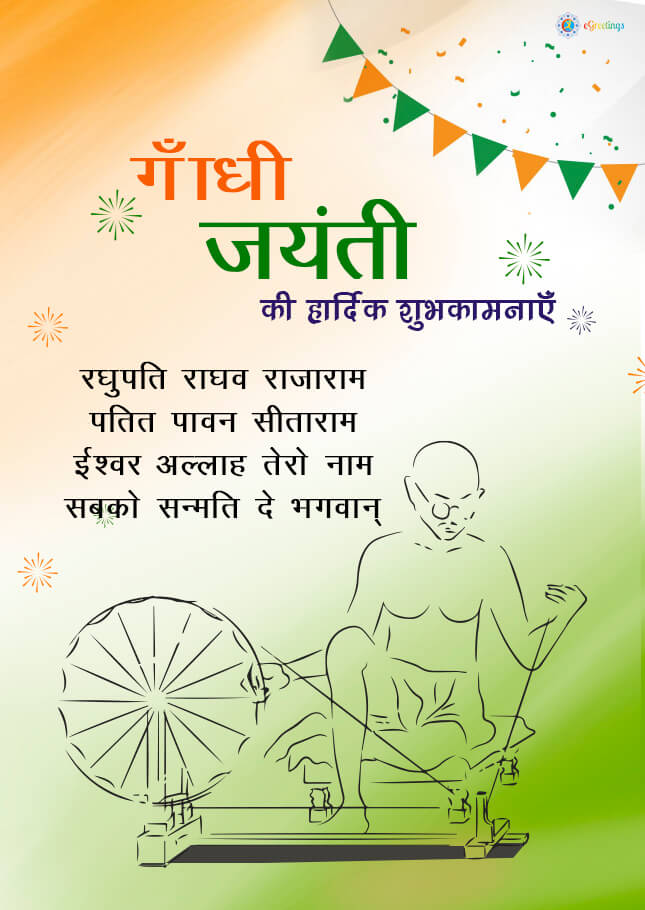 eGreetings
गाँधी
जयंती
की हार्दिक शुभकामनाएँ
रघुपति राघव राजाराम
पतित पावन सीताराम
ईश्वर अल्लाह तेरो नाम
सबको सन्मति दे भगवान्